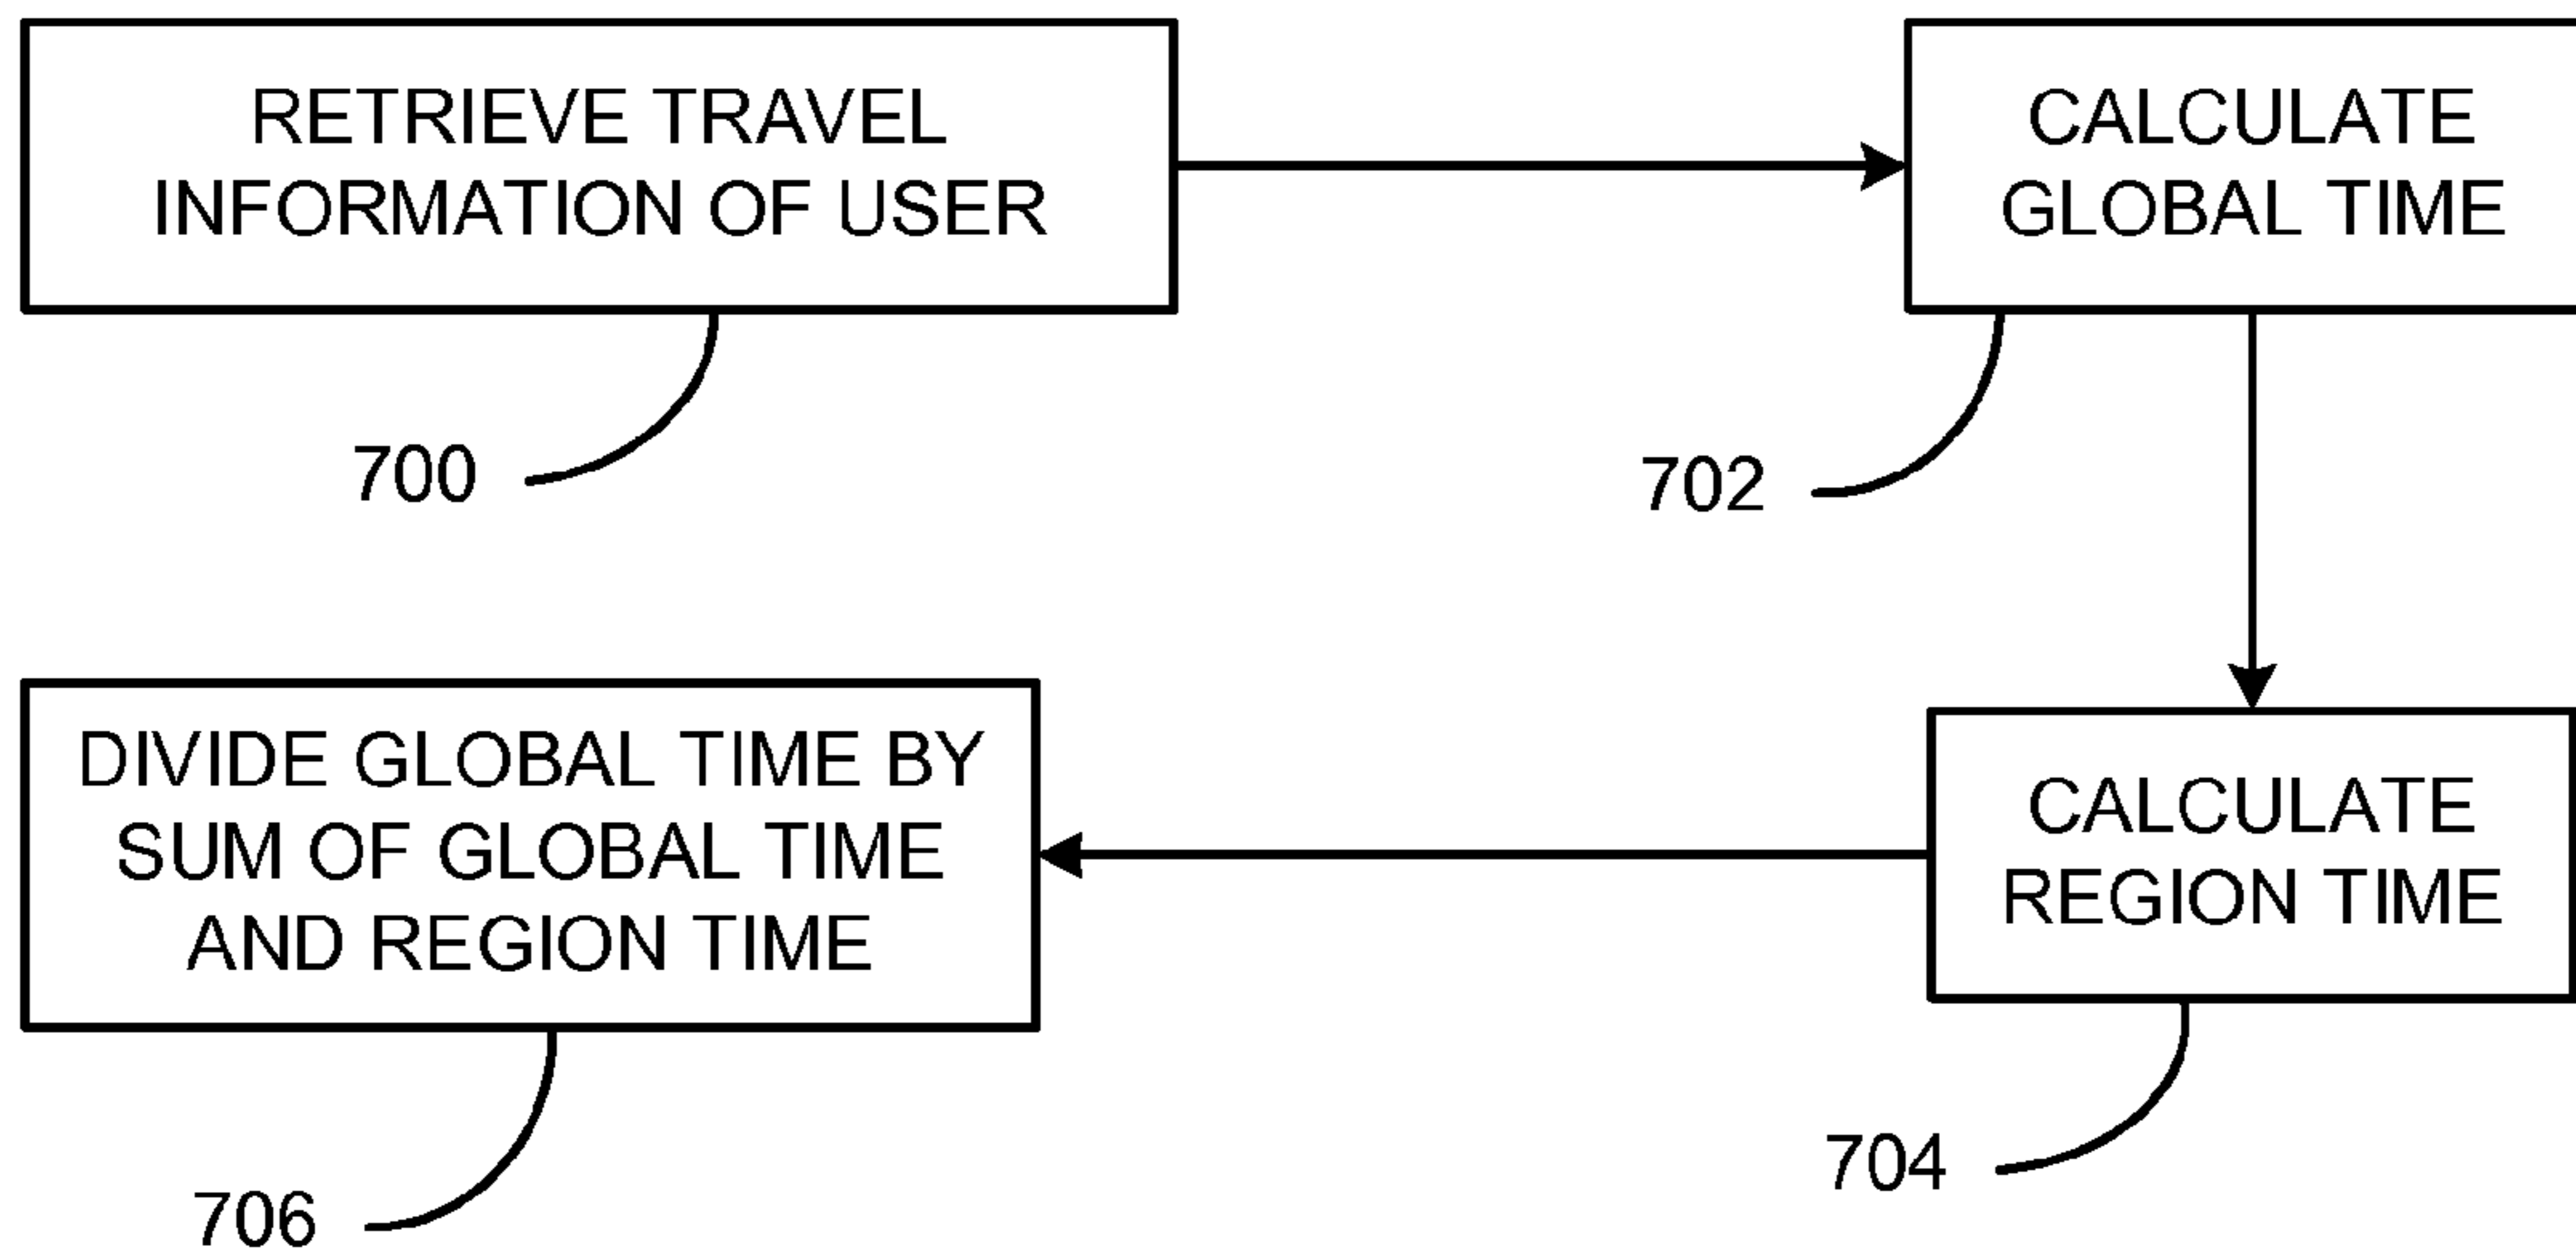 RETRIEVE TRAVEL
INFORMATION OF USER
700
CALCULATE
GLOBAL TIME
702
CALCULATE
REGION TIME
704
DIVIDE GLOBAL TIME BY
SUM OF GLOBAL TIME
AND REGION TIME
706